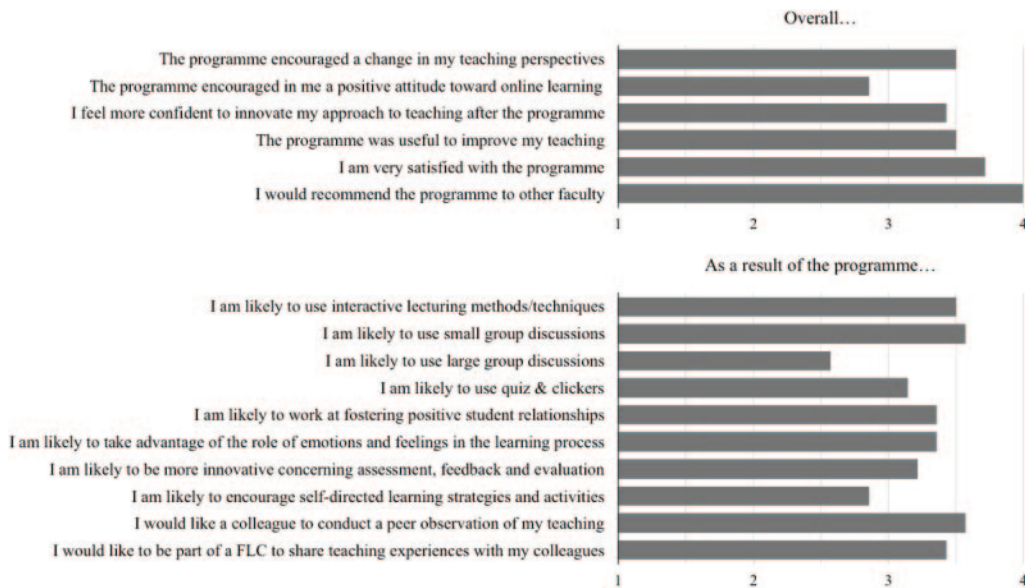 Overall…
The programme encouraged a change in my teaching perspectives
The programme encouraged in me a positive attitude toward online learning
I feel more confident to innovate my approach to teaching after the programme
The programme was useful to improve my teaching
I am very satisfied with the programme
I would recommend the programme to other faculty
1 2 3 4
As a result of the programme…
I am likely to use interactive lecturing methods/techniques
I am likely to use small group discussions
I am likely to use large group discussions
I am likely to use quiz & clickers
I am likely to work at fostering positive student relationships
I am likely to take advantage of the role of emotions and feelings in the learning process
I am likely to be more innovative concerning assessment, feedback and evaluation
I am likely to encourage self-directed learning strategies and activities
I would like a colleague to conduct a peer observation of my teaching
I would like to be part of a FLC to share teaching experiences with my colleagues
1 2 3 4